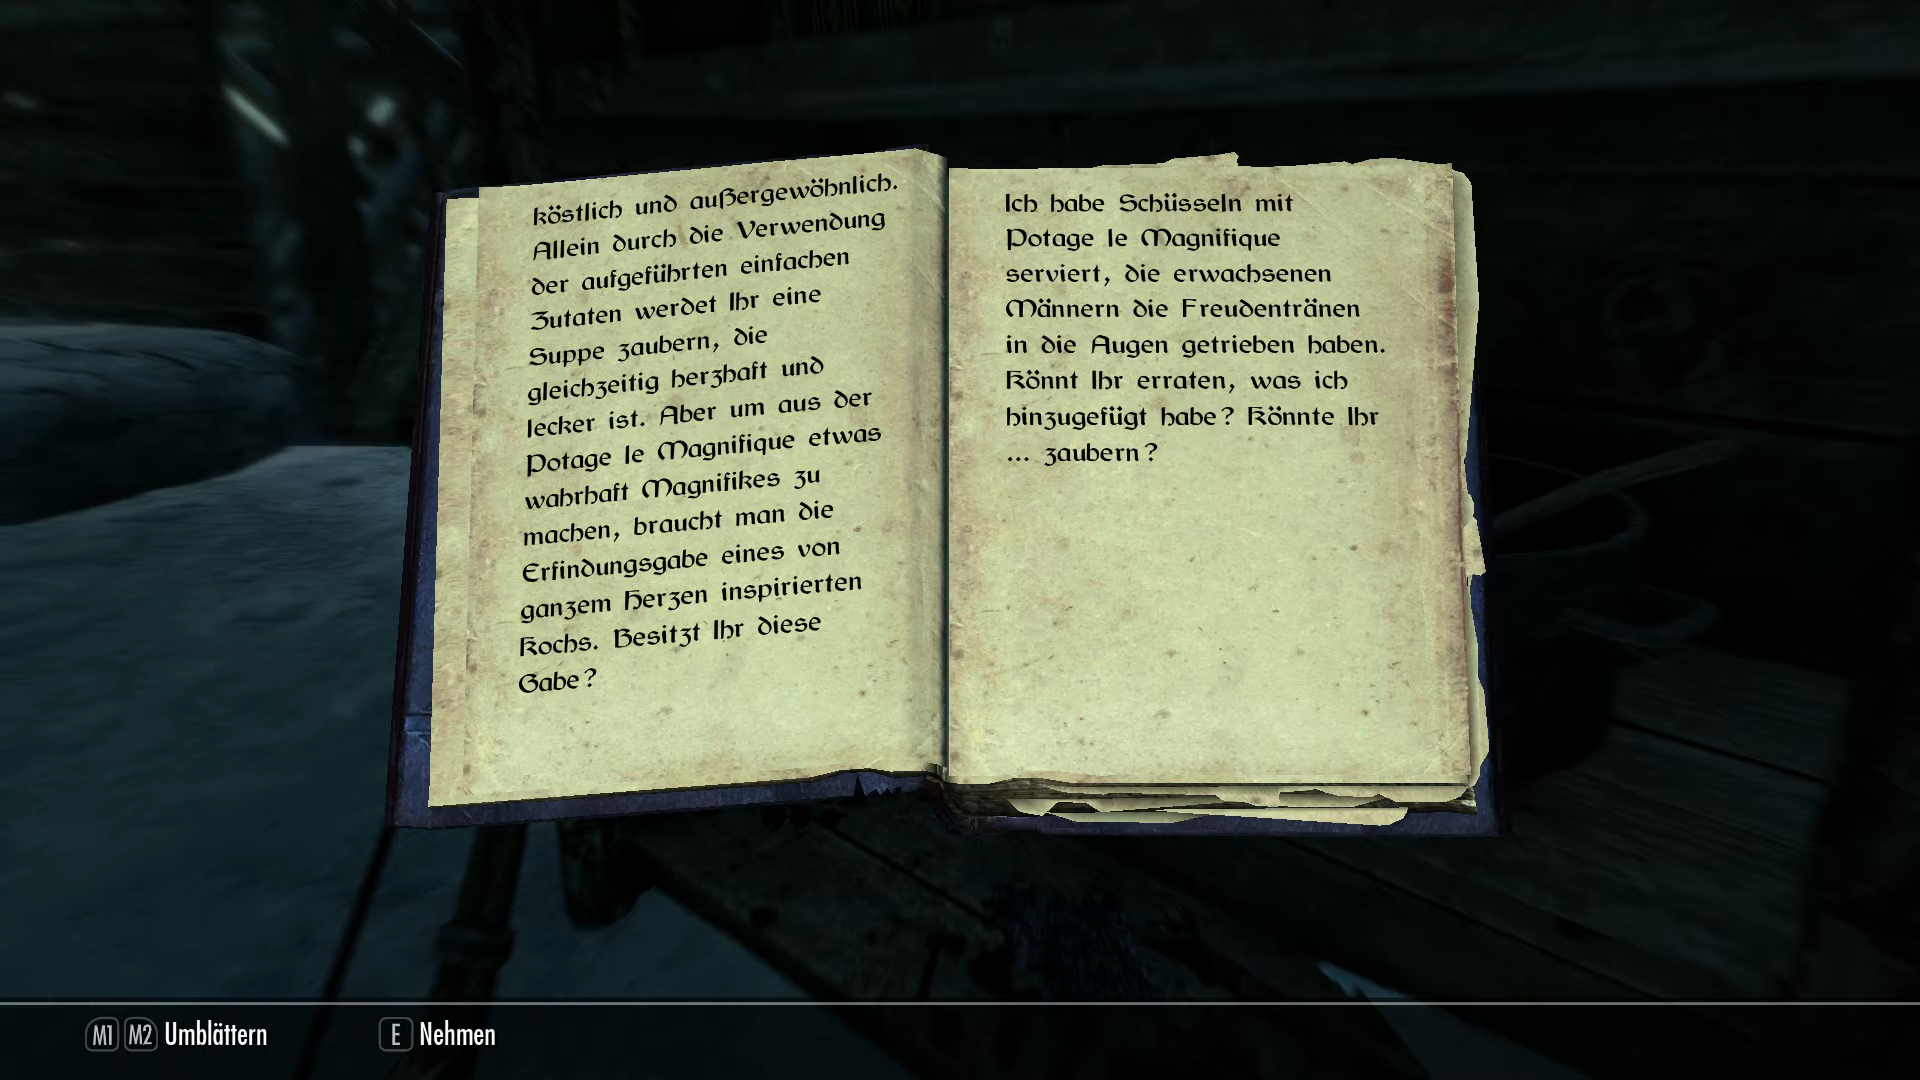 köstlich und außergewöhnlich.
Allein durch die Verwendung
der aufgeführten einfachen
Zutaten werdet Ihr eine
Suppe zaubern, die
gleichzeitig herzhaft und
lecker ist. Aber um aus der
Potage le Magnifique etwas
wahrhaft Magnifikes zu
machen, braucht man die
Erfindungsgabe eines von
ganzem Herzen inspirierten
Kochs. Besitzt Ihr diese
Gabe?
Ich habe Schüsseln mit
Potage le Magnifique
serviert, die erwachsenen
Männern die Freudentränen
in die Augen getrieben haben.
Könnt Ihr erraten, was ich
hinzugefügt habe? Könnte Ihr
... zaubern?
M1 M2 Umblättern
E Nehmen